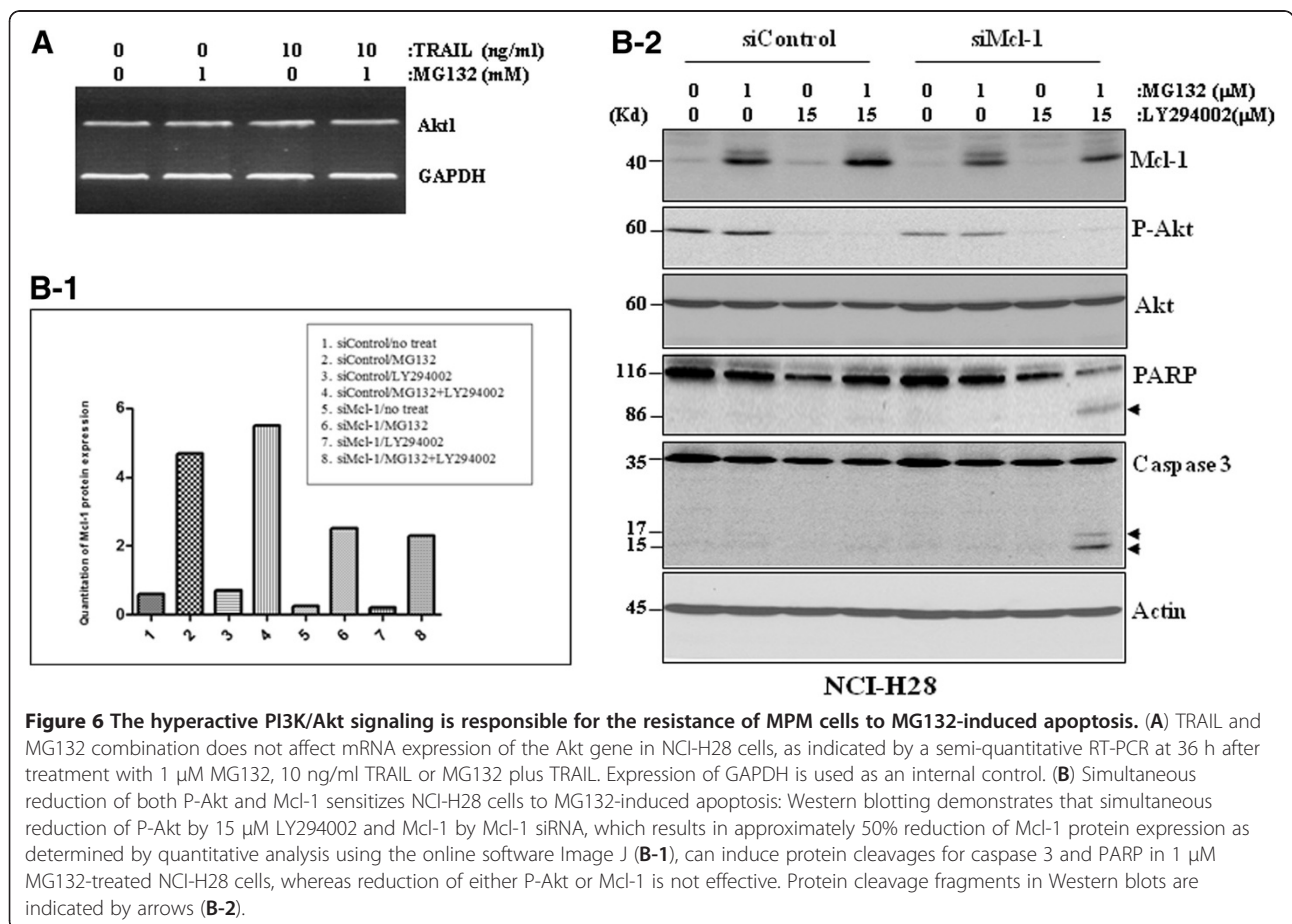 A
0 0 10 10 :TRAIL (ng/ml)
0 1 0 1 :MG132 (mM)
Akt1
GAPDH
B-1
1. siControl/no treat
2. siControl/MG132
3. siControl/LY294002
4. siControl/MG132+LY294002
5. siMcl-1/no treat
6. siMcl-1/MG132
7. siMcl-1/LY294002
8. siMcl-1/MG132+LY294002
Quantitation of Mcl-1 protein expression
6
4
2
0
1 2 3 4 5 6 7 8
B-2
siControl siMcl-1
0 1 0 1 0 1 0 1 :MG132 (µM)
(Kd) 0 0 15 15 0 0 15 15 :LY294002(µM)
40 Mcl-1
60 P-Akt
60 Akt
116 PARP
86
35 Caspase 3
17
15
45 Actin
NCI-H28
Figure 6 The hyperactive PI3K/Akt signaling is responsible for the resistance of MPM cells to MG132-induced apoptosis. (A) TRAIL and
MG132 combination does not affect mRNA expression of the Akt gene in NCI-H28 cells, as indicated by a semi-quantitative RT-PCR at 36 h after
treatment with 1 µM MG132, 10 ng/ml TRAIL or MG132 plus TRAIL. Expression of GAPDH is used as an internal control. (B) Simultaneous
reduction of both P-Akt and Mcl-1 sensitizes NCI-H28 cells to MG132-induced apoptosis: Western blotting demonstrates that simultaneous
reduction of P-Akt by 15 µM LY294002 and Mcl-1 by Mcl-1 siRNA, which results in approximately 50% reduction of Mcl-1 protein expression as
determined by quantitative analysis using the online software Image J (B-1), can induce protein cleavages for caspase 3 and PARP in 1 µM
MG132-treated NCI-H28 cells, whereas reduction of either P-Akt or Mcl-1 is not effective. Protein cleavage fragments in Western blots are
indicated by arrows (B-2).